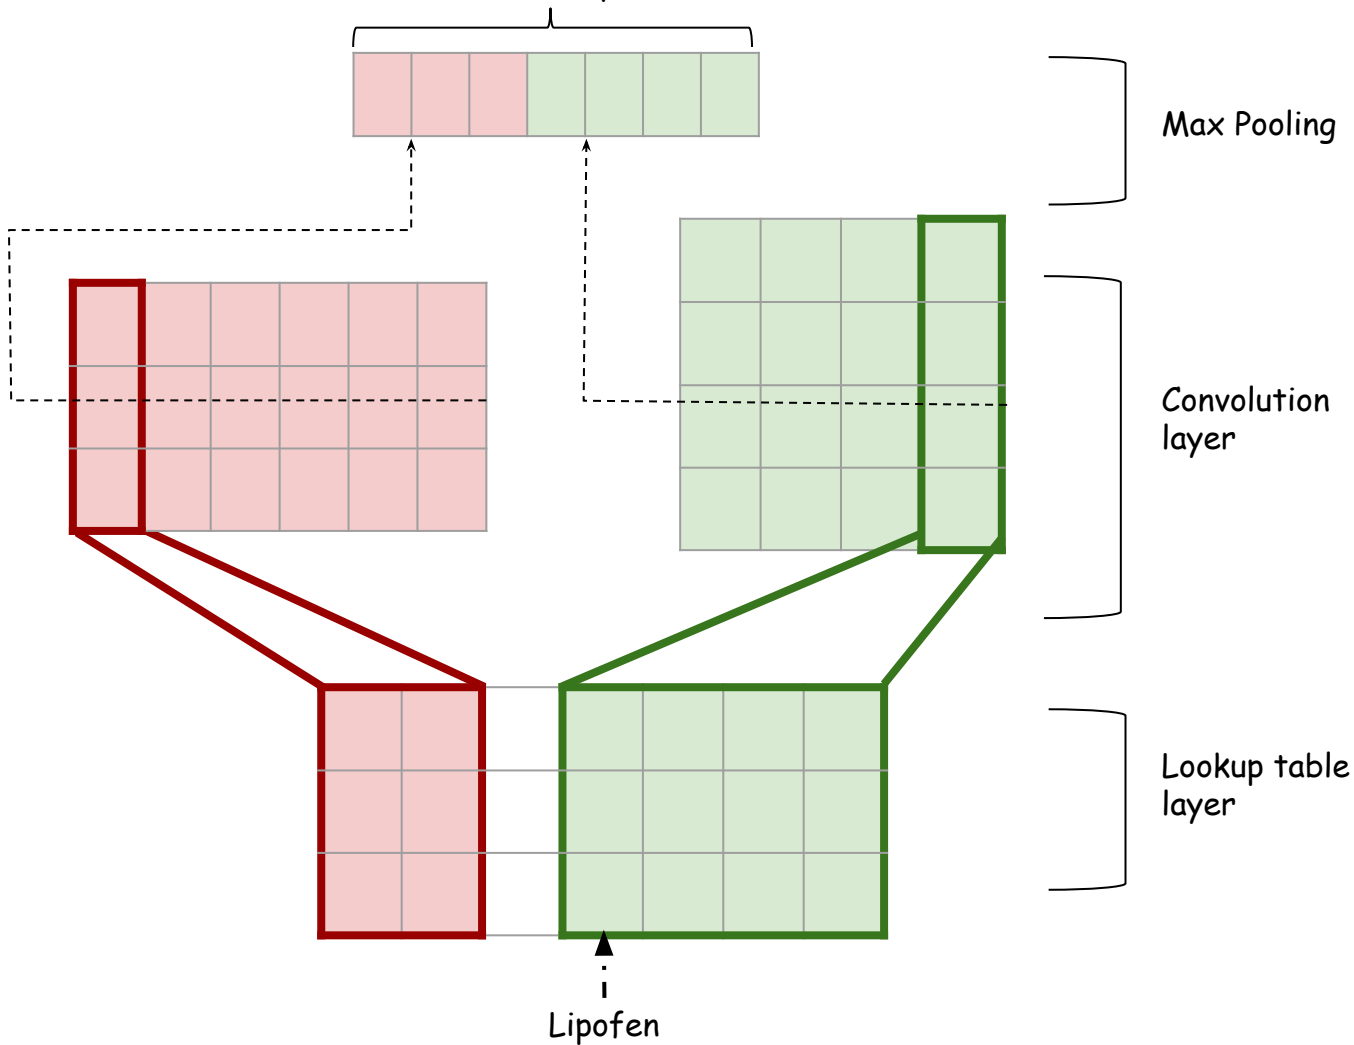 Max Pooling
Convolution
layer
Lookup table
layer
Lipofen